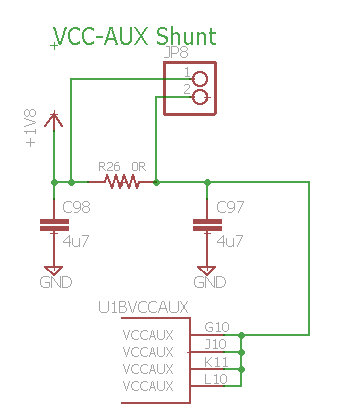 VCC-AUX Shunt
JP8
1
2
+1V8
R26 0R
C98
4u7
GND
C97
4u7
GND
U1BVCCAUX
VCCAUX G10
VCCAUX J10
VCCAUX K11
VCCAUX L10